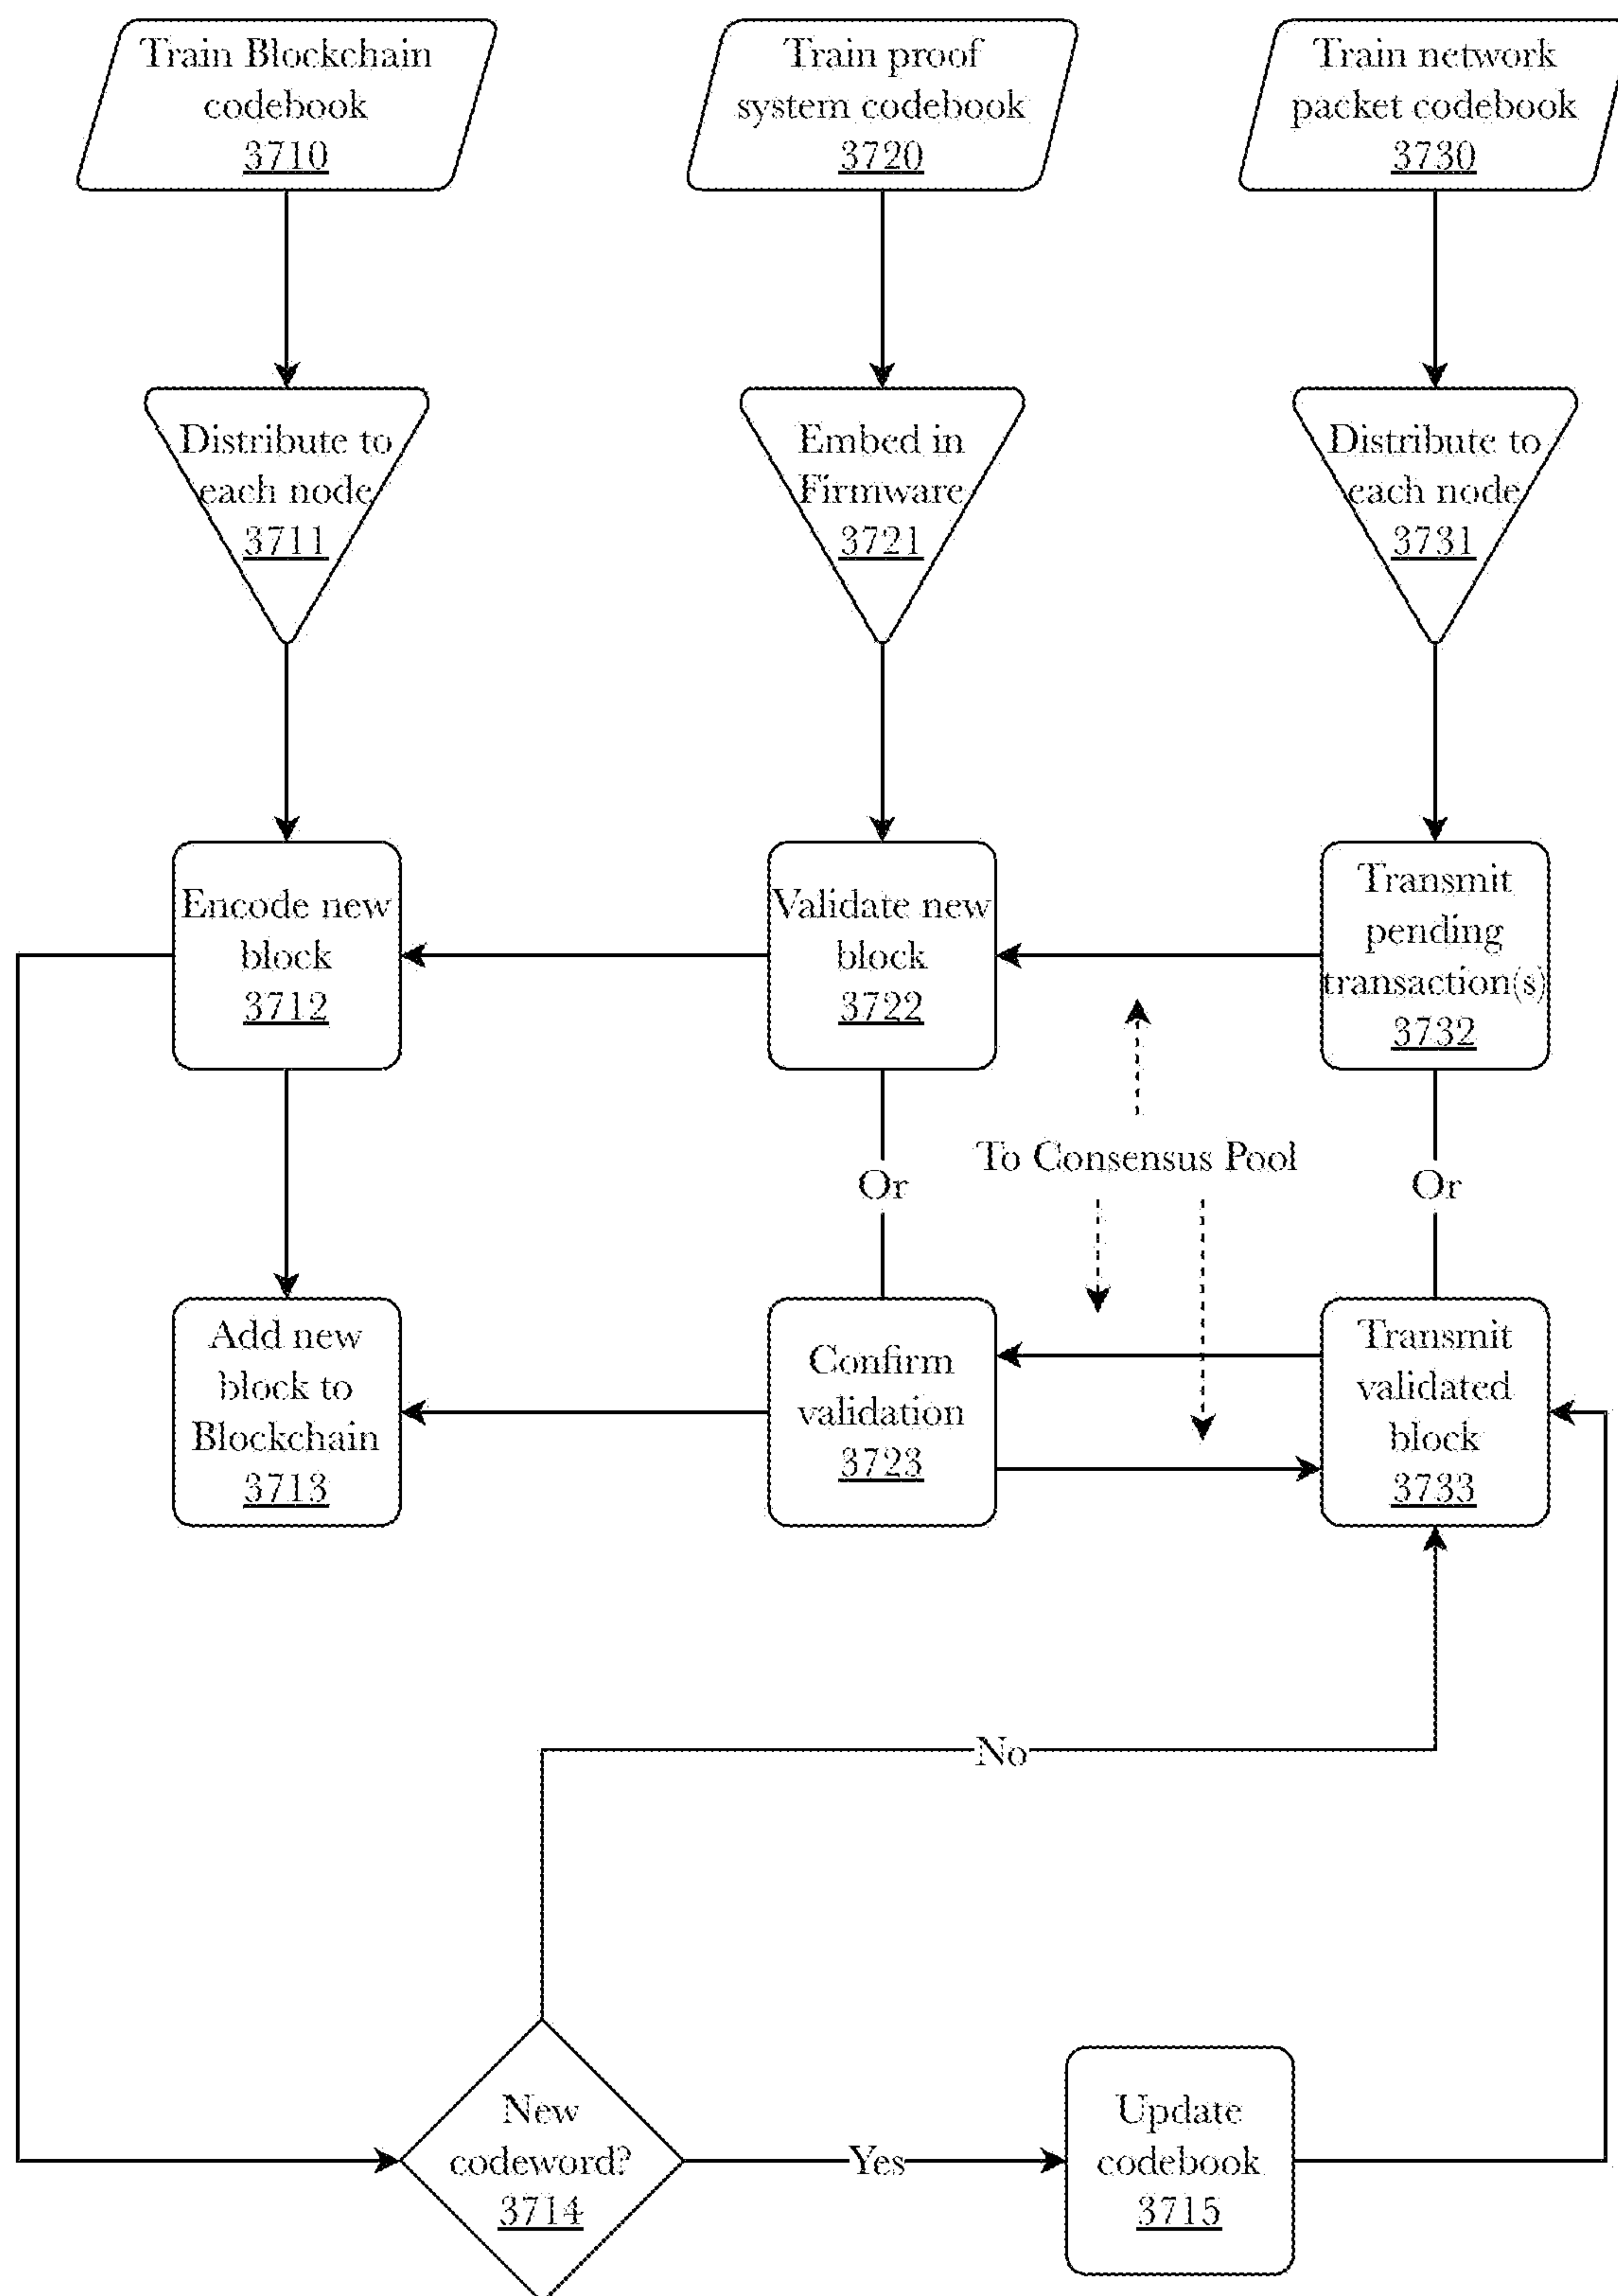 Train Blockchain
codebook
3710
Train proof
system codebook
3720
Train network
packet codebook
3730
Distribute to
each node
3711
Embed in
Firmware
3721
Distribute to
each node
3731
Encode new
block
3712
Validate new
block
3722
Transmit
pending
transaction(s)
3732
Or
To Consensus Pool
Or
Add new
block to
Blockchain
3713
Confirm
validation
3723
Transmit
validated
block
3733
No
New
codeword?
3714
Yes
Update
codebook
3715